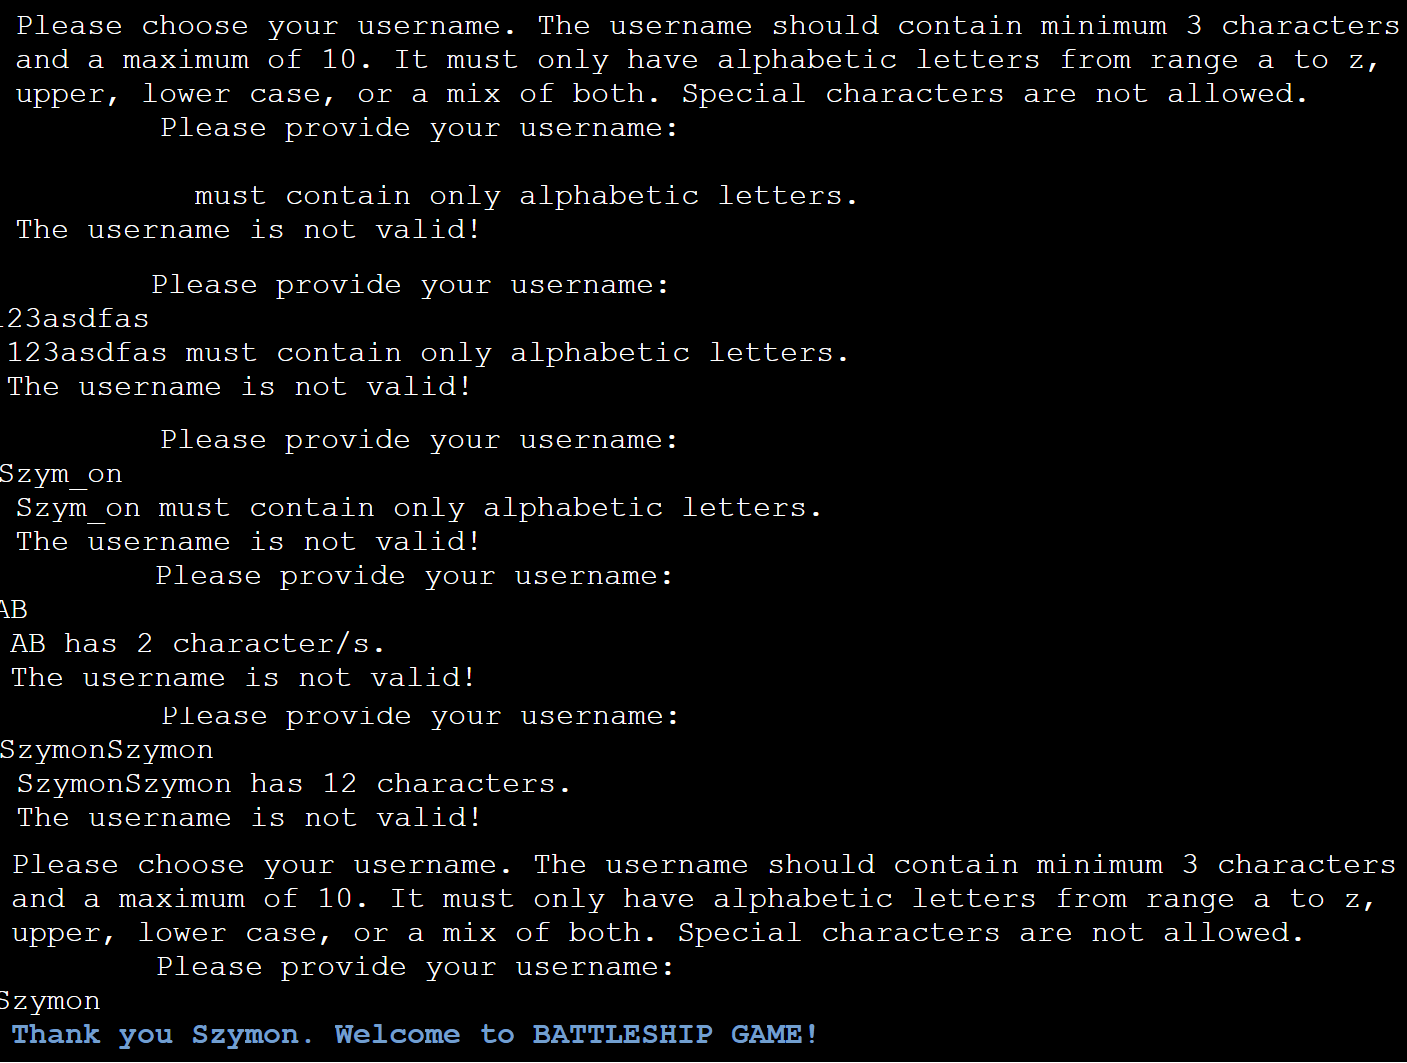 Please choose your username. The username should contain minimum 3 characters
and a maximum of 10. It must only have alphabetic letters from range a to z,
upper, lower case, or a mix of both. Special characters are not allowed.
Please provide your username:
must contain only alphabetic letters.
The username is not valid!
Please provide your username:
123asdfas
123asdfas must contain only alphabetic letters.
The username is not valid!
Please provide your username:
Szym_on
Szym_on must contain only alphabetic letters.
The username is not valid!
Please provide your username:
AB
AB has 2 character/s.
The username is not valid!
Please provide your username:
SzymonSzymon
SzymonSzymon has 12 characters.
The username is not valid!
Please choose your username. The username should contain minimum 3 characters
and a maximum of 10. It must only have alphabetic letters from range a to z,
upper, lower case, or a mix of both. Special characters are not allowed.
Please provide your username:
Szymon
Thank you Szymon. Welcome to BATTLESHIP GAME!